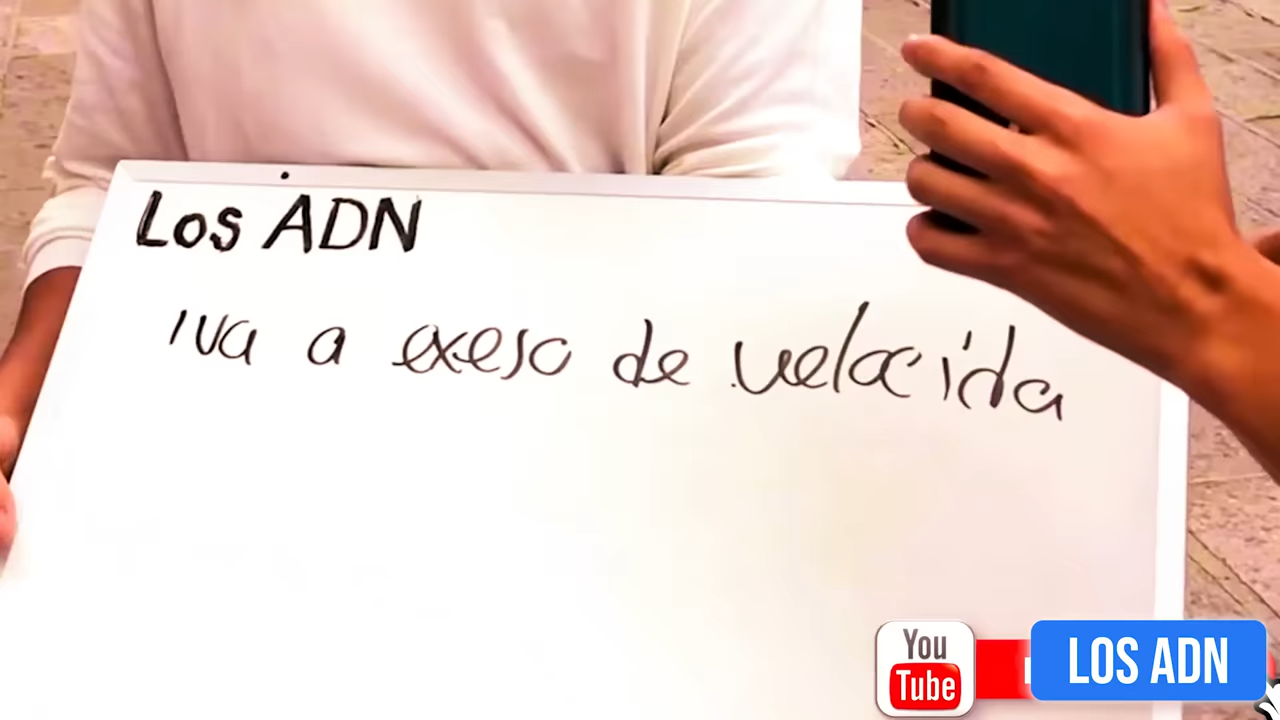 Los ADN
iva a exeso de velocida
You
Tube
LOS ADN